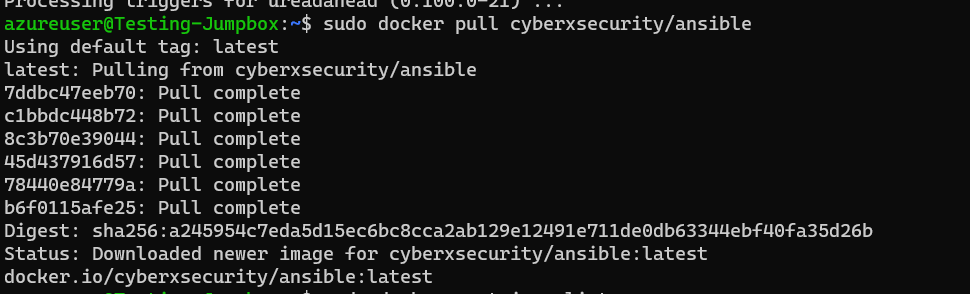 Processing triggers for ureadahead (0.100.0-21) ...
azureuser@Testing-Jumpbox:~$ sudo docker pull cyberxsecurity/ansible
Using default tag: latest
latest: Pulling from cyberxsecurity/ansible
7ddbc47eeb70: Pull complete
c1bbdc448b72: Pull complete
8c3b70e39044: Pull complete
45d437916d57: Pull complete
78440e84779a: Pull complete
b6f0115afe25: Pull complete
Digest: sha256:a245954c7eda5d15ec6bc8cca2ab129e12491e711de0db63344ebf40fa35d26b
Status: Downloaded newer image for cyberxsecurity/ansible:latest
docker.io/cyberxsecurity/ansible:latest